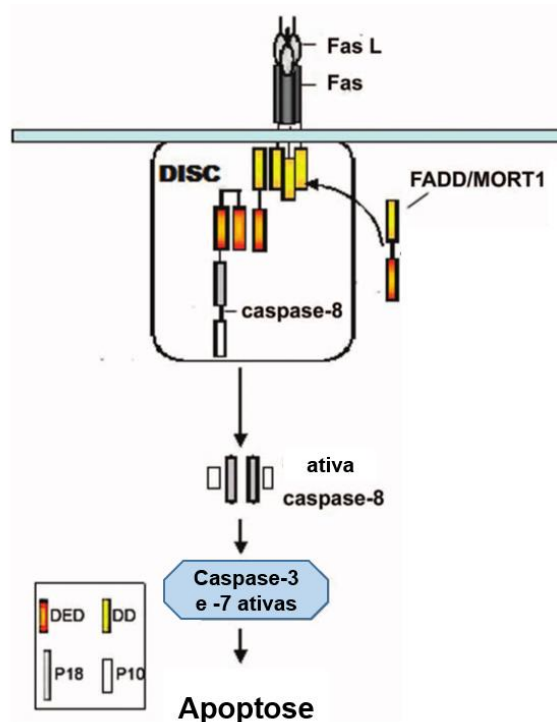 Fas L
Fas
DISC
FADD/MORT1
caspase-8
ativa
caspase-8
Caspase-3
e -7 ativas
DED
DD
P18
P10
Apoptose